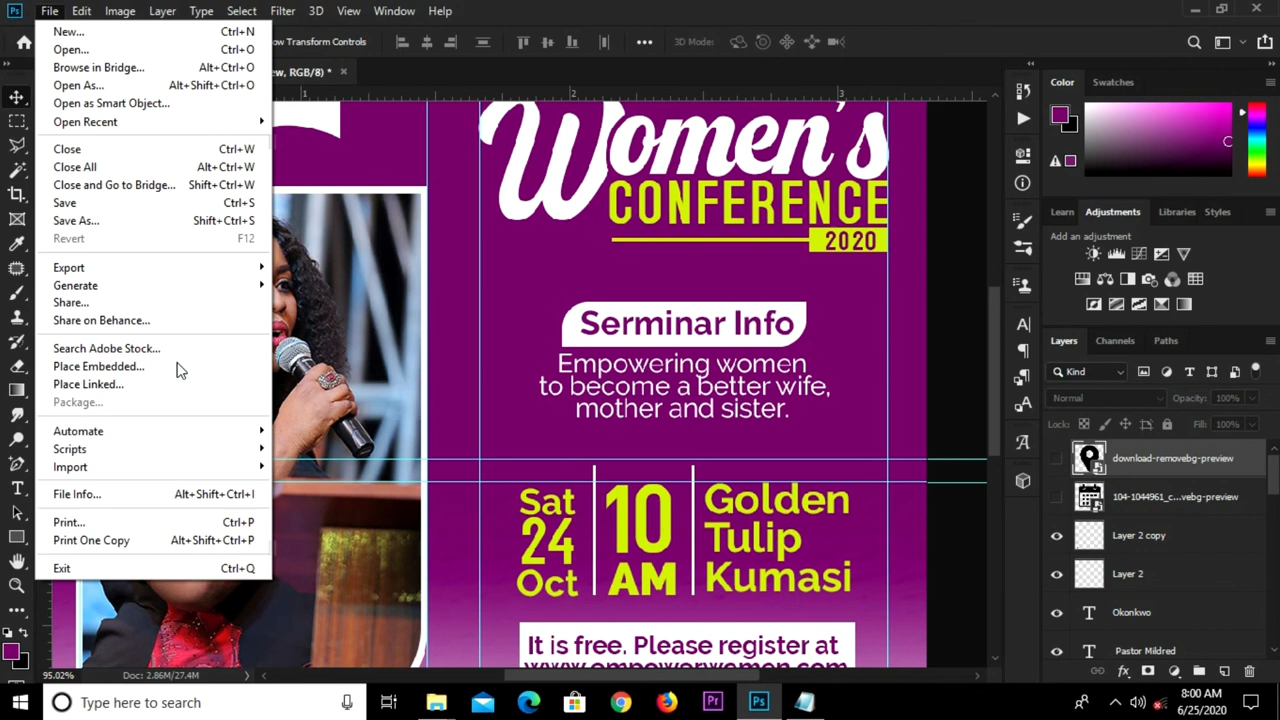 Ps File Edit Image Layer Type Select Filter 3D View Window Help
New... Ctrl+N
Open... Ctrl+O
Browse in Bridge... Alt+Ctrl+O
Open As... Alt+Shift+Ctrl+O
Open as Smart Object...
Open Recent
Close Ctrl+W
Close All Alt+Ctrl+W
Close and Go to Bridge... Shift+Ctrl+W
Save Ctrl+S
Save As... Shift+Ctrl+S
Revert F12
Export
Generate
Share...
Share on Behance...
Search Adobe Stock...
Place Embedded...
Place Linked...
Package...
Automate
Scripts
Import
File Info... Alt+Shift+Ctrl+I
Print... Ctrl+P
Print One Copy Alt+Shift+Ctrl+P
Exit Ctrl+Q
ow Transform Controls 3D Mode:
ew, RGB/8) *
1 2 3
Women's
CONFERENCE
2020
Serminar Info
Empowering women
to become a better wife,
mother and sister.
Sat
24
Oct
10
AM
Golden
Tulip
Kumasi
It is free. Please register at
www.empowerwomen.com
Color Swatches
Learn Adjustments Libraries Styles
Add an adjustment
Layers Channels Paths
Kind
Normal Opacity: 100%
Lock: Fill: 100%
download-removebg-preview
104-1044961_c...vebg-preview
Layer 2 copy
Layer 2
Okonkwo
Pastor Mildred
95.02% Doc: 2.86M/27.4M
Type here to search
Pr Ps
8:00 AM
6/25/2020